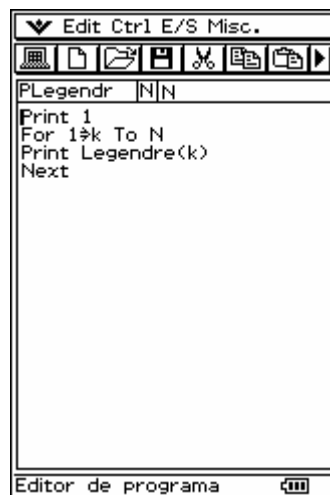 Edit Ctrl E/S Misc.
PLegendr N N
Print 1
For 1⇒k To N
Print Legendre(k)
Next
Editor de programa